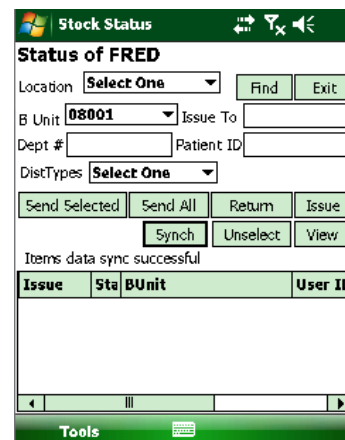 Stock Status
Status of FRED
Location Select One Find Exit
B Unit 08001 Issue To
Dept # Patient ID
DistTypes Select One
Send Selected Send All Return Issue
Synch Unselect View
Items data sync successful
Issue Sta BUnit User II
Tools